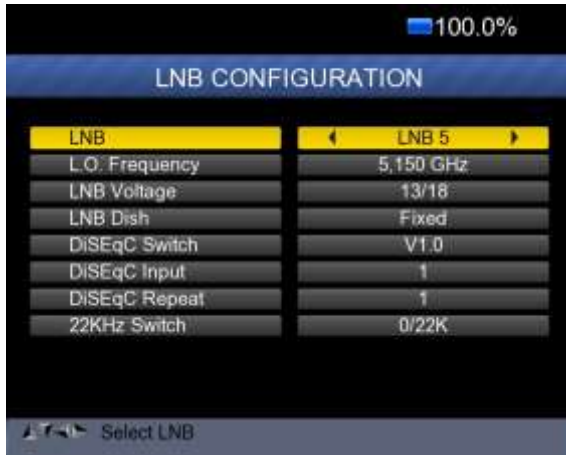 100.0%
LNB CONFIGURATION
LNB LNB 5
L.O. Frequency 5,150 GHz
LNB Voltage 13/18
LNB Dish Fixed
DiSEqC Switch V1.0
DiSEqC Input 1
DiSEqC Repeat 1
22KHz Switch 0/22K
Select LNB